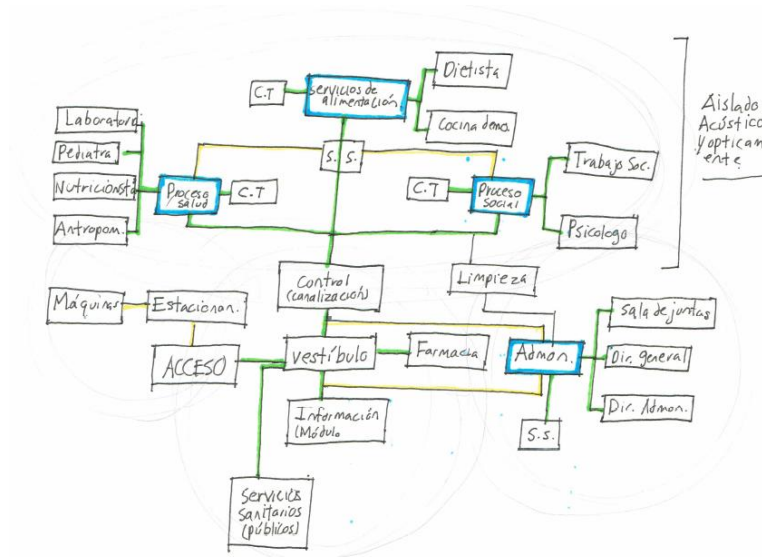 Dietista
C.T
Servicios de
alimentación
Laboratorio
Cocina demo.
Aislado
Acústico
y opticam
ente
S. S.
Pediatra
Trabajo Soc.
Nutricionista
Proceso
salud
C.T
C.T
Proceso
social
Antropom.
Psicologo
Control
(canalización)
Limpieza
Máquinas
Estacionam.
Sala de juntas
ACCESO
Vestíbulo
Farmacia
Admon.
Dir. general
Información
(Módulo
Dir. Admon.
S.s.
Servicios
sanitarios
(públicos)